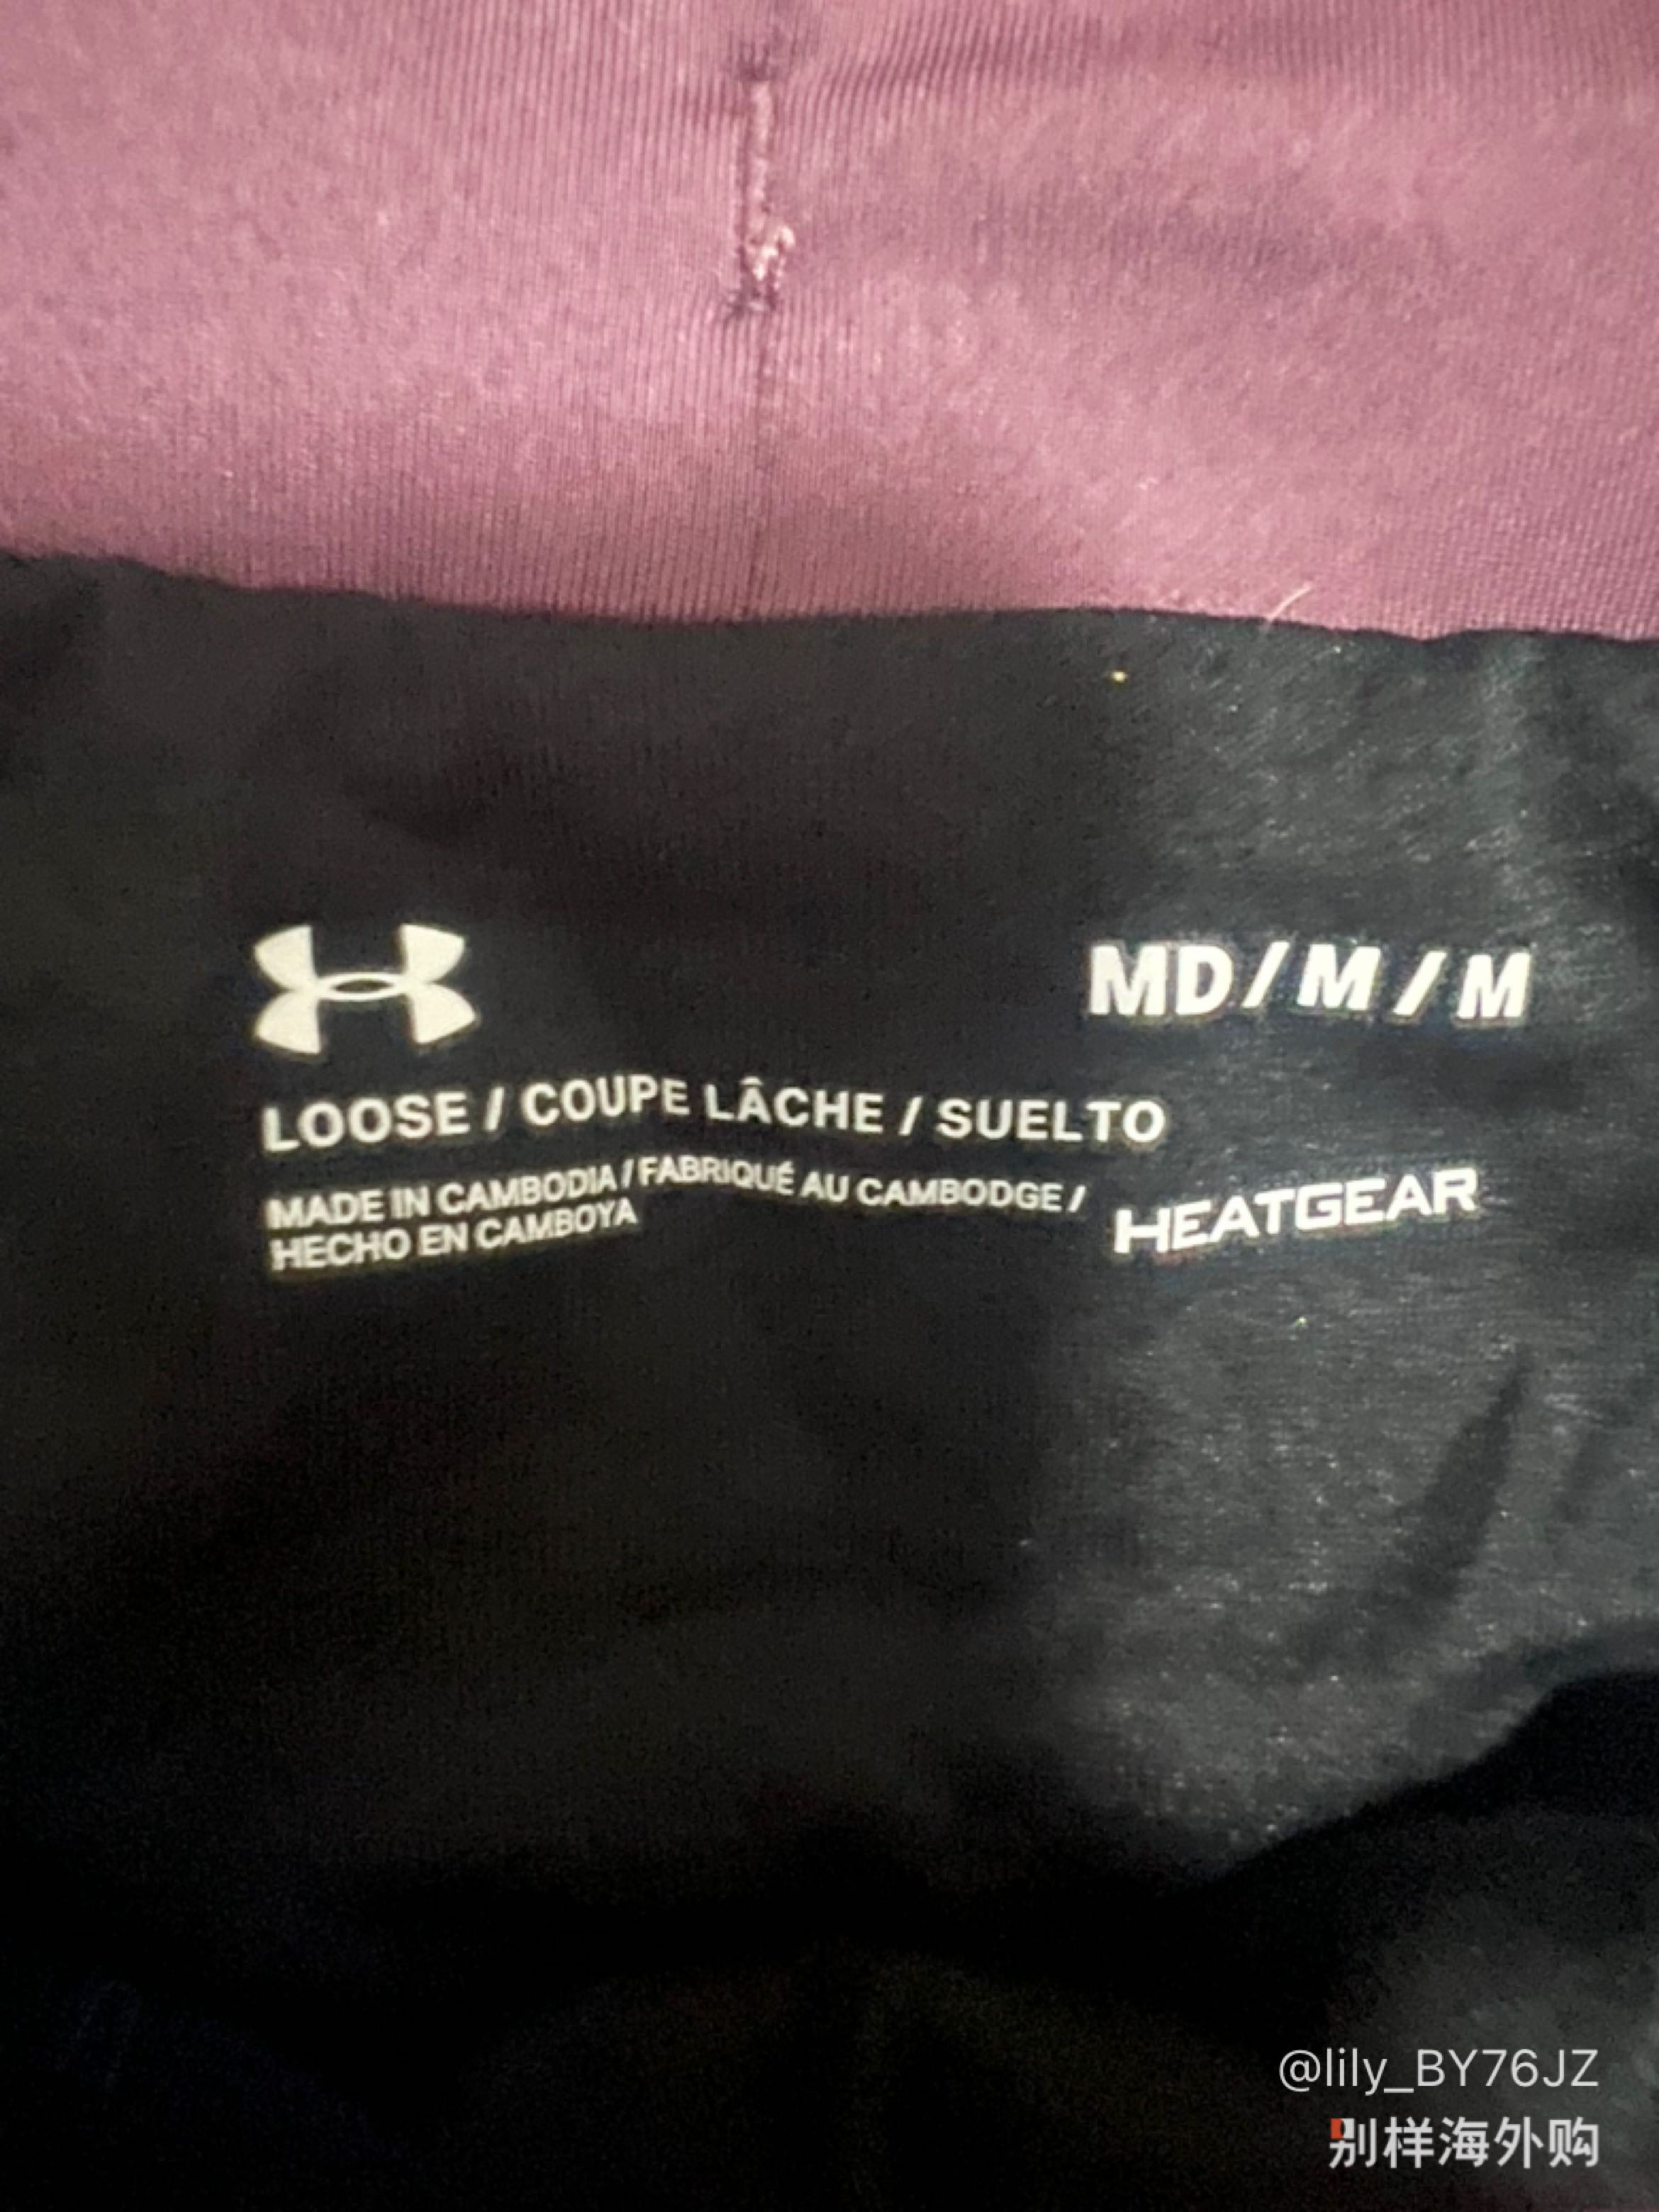 MD/M/M
LOOSE / COUPE LÂCHE / SUELTO
MADE IN CAMBODIA / FABRIQUÉ AU CAMBODGE /
HECHO EN CAMBOYA
HEATGEAR
@lily_BY76JZ
别样海外购